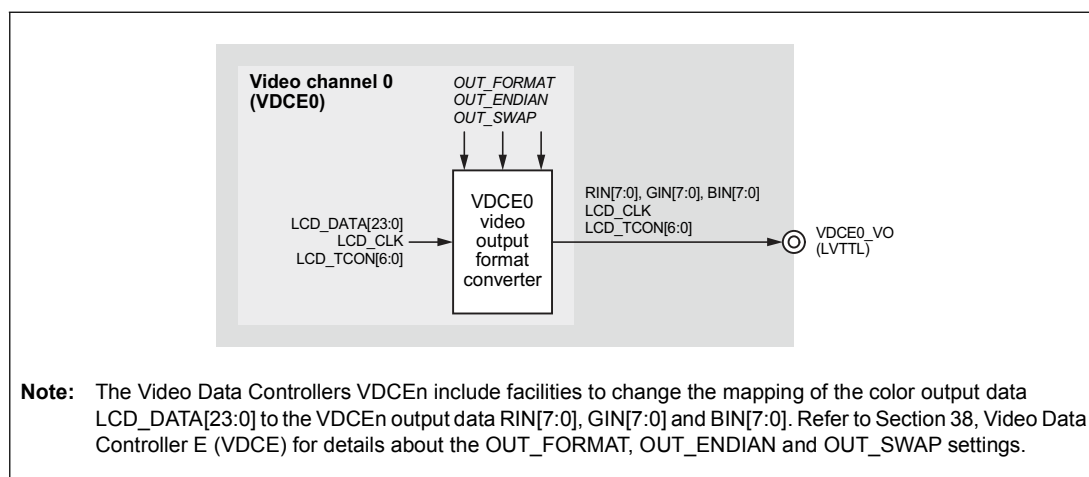 Video channel 0
(VDCE0)
OUT_FORMAT
OUT_ENDIAN
OUT_SWAP
LCD_DATA[23:0]
LCD_CLK
LCD_TCON[6:0]
VDCE0
video
output
format
converter
RIN[7:0], GIN[7:0], BIN[7:0]
LCD_CLK
LCD_TCON[6:0]
VDCE0_VO
(LVTTL)
Note: The Video Data Controllers VDCEn include facilities to change the mapping of the color output data
LCD_DATA[23:0] to the VDCEn output data RIN[7:0], GIN[7:0] and BIN[7:0]. Refer to Section 38, Video Data
Controller E (VDCE) for details about the OUT_FORMAT, OUT_ENDIAN and OUT_SWAP settings.